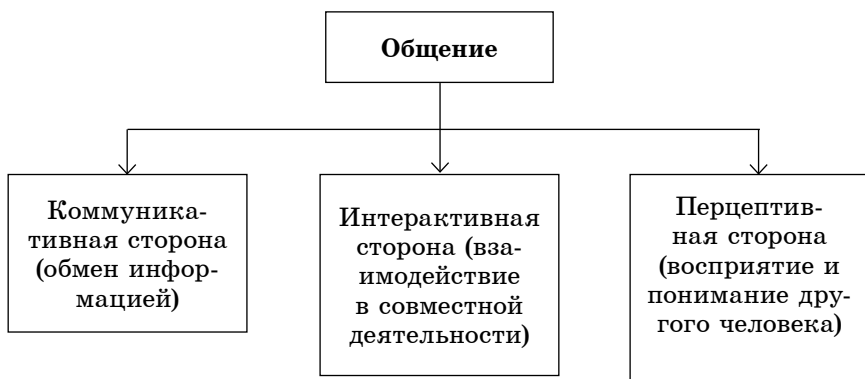 Общение
Коммуника-
тивная сторона
(обмен инфор-
мацией)
Интерактивная
сторона (вза-
имодействие
в совместной
деятельности)
Перцептив-
ная сторона
(восприятие и
понимание дру-
гого человека)